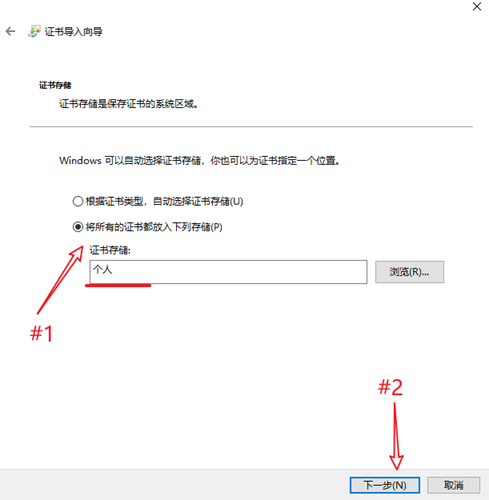 证书导入向导
证书存储
证书存储是保存证书的系统区域。
Windows 可以自动选择证书存储，你也可以为证书指定一个位置。
根据证书类型，自动选择证书存储(U)
将所有的证书都放入下列存储(P)
证书存储:
个人
浏览(R)...
#1
#2
下一步(N)
取消